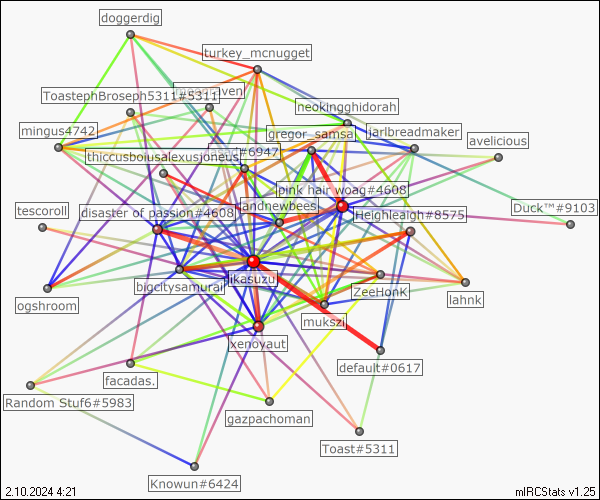 doggerdig
turkey_mcnugget
ToastephBroseph5311#5311
neokingghidorah
mingus4742
gregor_samsa
jarlbreadmaker
avelicious
thiccusboiusalexusjoneus
#6947
pink hair woag#4608
tescoroll
disaster of passion#4608
andnewbees
Heighleigh#8575
Duck™#9103
bigcitysamurai
ikasuzu
ZeeHonK
lahnk
ogshroom
mukszi
xenoyaut
default#0617
facadas.
Random Stuf6#5983
gazpachoman
Toast#5311
Knowun#6424
2.10.2024 4:21
mIRCStats v1.25